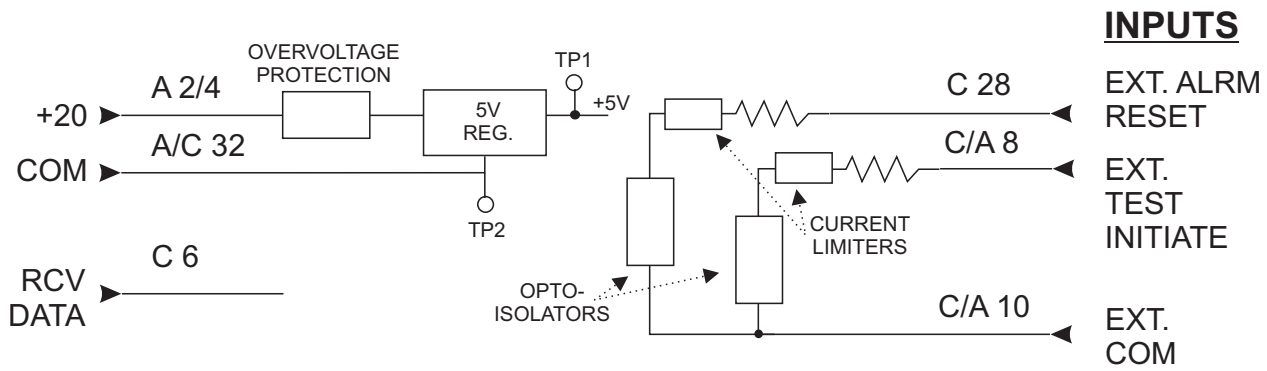 INPUTS
OVERVOLTAGE
PROTECTION
A 2/4
+20
5V
REG.
TP1
+5V
A/C 32
COM
TP2
C 6
RCV
DATA
C 28
EXT. ALRM
RESET
C/A 8
EXT.
TEST
INITIATE
CURRENT
LIMITERS
OPTO-
ISOLATORS
C/A 10
EXT.
COM